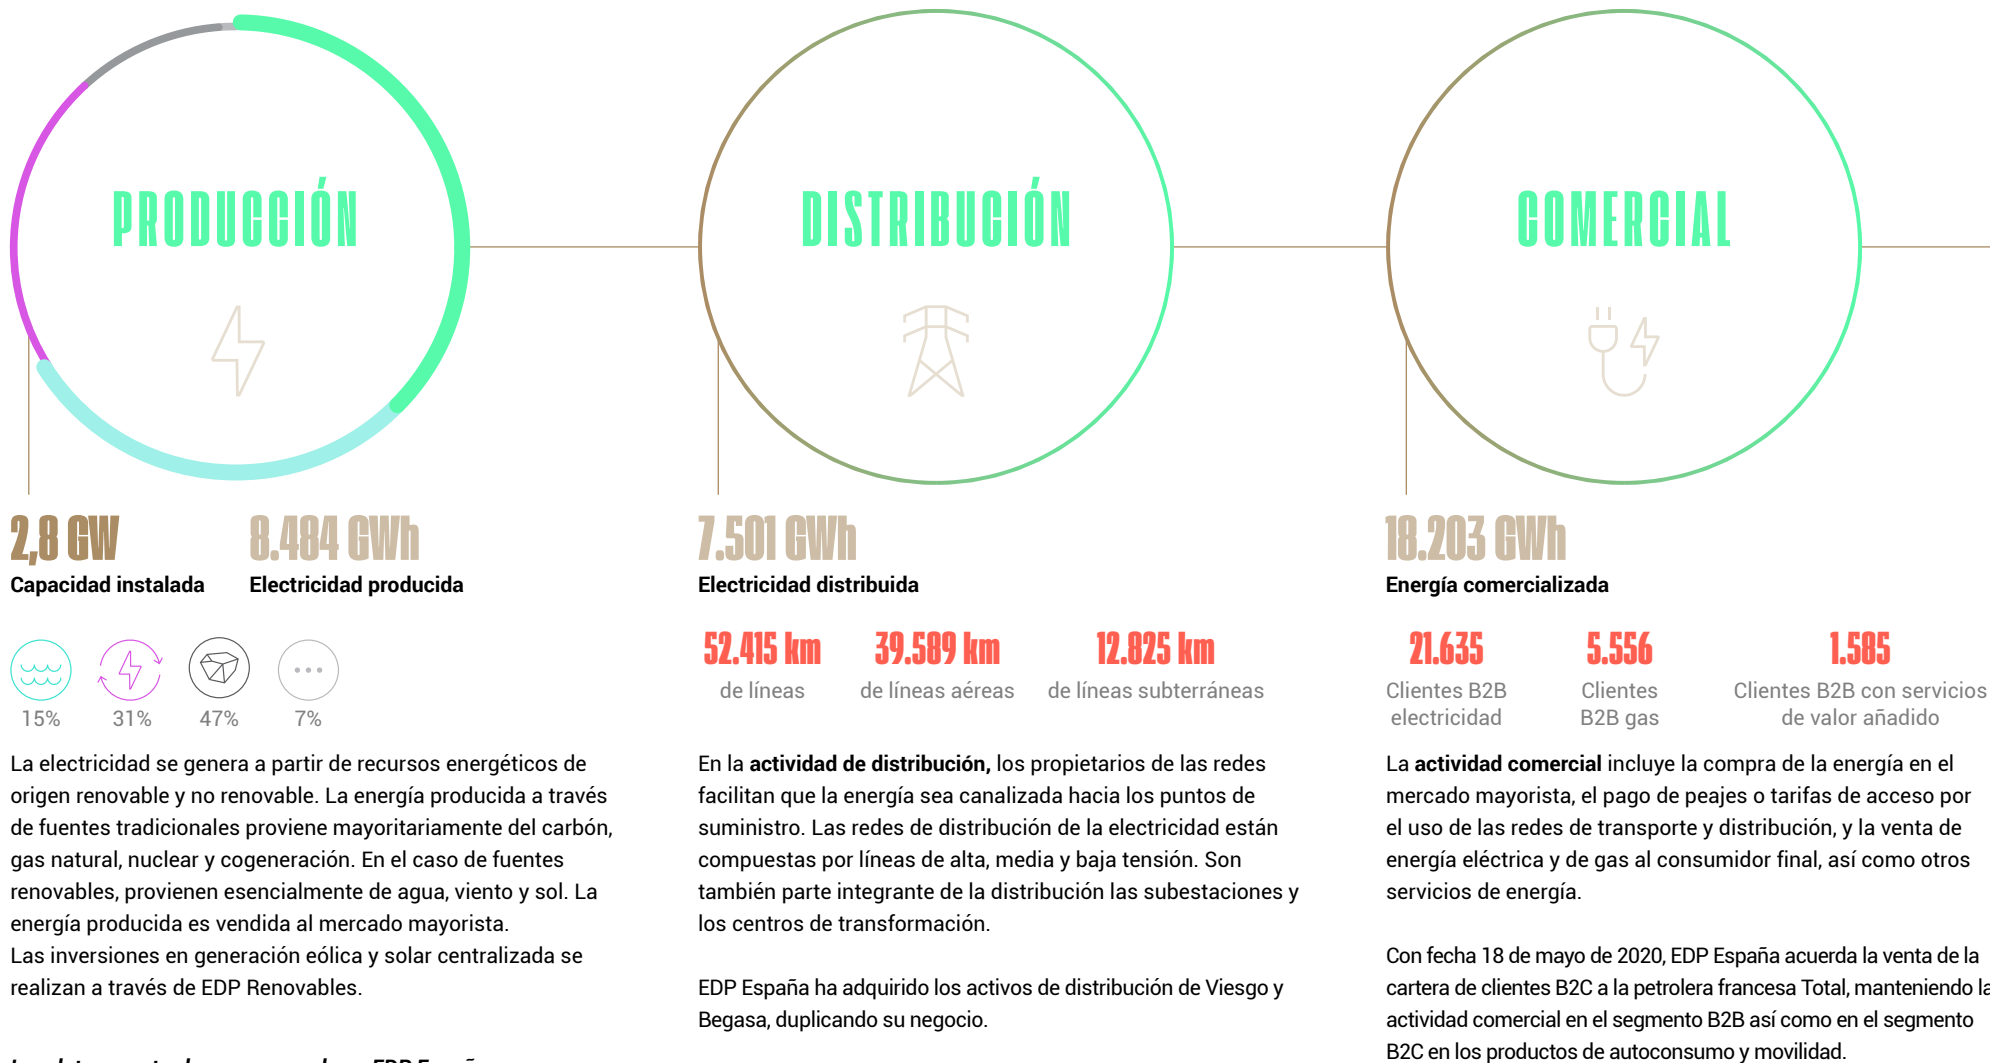 PRODUCCIÓN
2,8 GW
Capacidad instalada
8.484 GWh
Electricidad producida
15%
31%
47%
7%
La electricidad se genera a partir de recursos energéticos de
origen renovable y no renovable. La energía producida a través
de fuentes tradicionales proviene mayoritariamente del carbón,
gas natural, nuclear y cogeneración. En el caso de fuentes
renovables, provienen esencialmente de agua, viento y sol. La
energía producida es vendida al mercado mayorista.
Las inversiones en generación eólica y solar centralizada se
realizan a través de EDP Renovables.
DISTRIBUCIÓN
7.501 GWh
Electricidad distribuida
52.415 km
de líneas
39.589 km
de líneas aéreas
12.825 km
de líneas subterráneas
En la actividad de distribución, los propietarios de las redes
facilitan que la energía sea canalizada hacia los puntos de
suministro. Las redes de distribución de la electricidad están
compuestas por líneas de alta, media y baja tensión. Son
también parte integrante de la distribución las subestaciones y
los centros de transformación.
EDP España ha adquirido los activos de distribución de Viesgo y
Begasa, duplicando su negocio.
COMERCIAL
18.203 GWh
Energía comercializada
21.635
Clientes B2B
electricidad
5.556
Clientes
B2B gas
1.585
Clientes B2B con servicios
de valor añadido
La actividad comercial incluye la compra de la energía en el
mercado mayorista, el pago de peajes o tarifas de acceso por
el uso de las redes de transporte y distribución, y la venta de
energía eléctrica y de gas al consumidor final, así como otros
servicios de energía.
Con fecha 18 de mayo de 2020, EDP España acuerda la venta de la
cartera de clientes B2C a la petrolera francesa Total, manteniendo la
actividad comercial en el segmento B2B así como en el segmento
B2C en los productos de autoconsumo y movilidad.